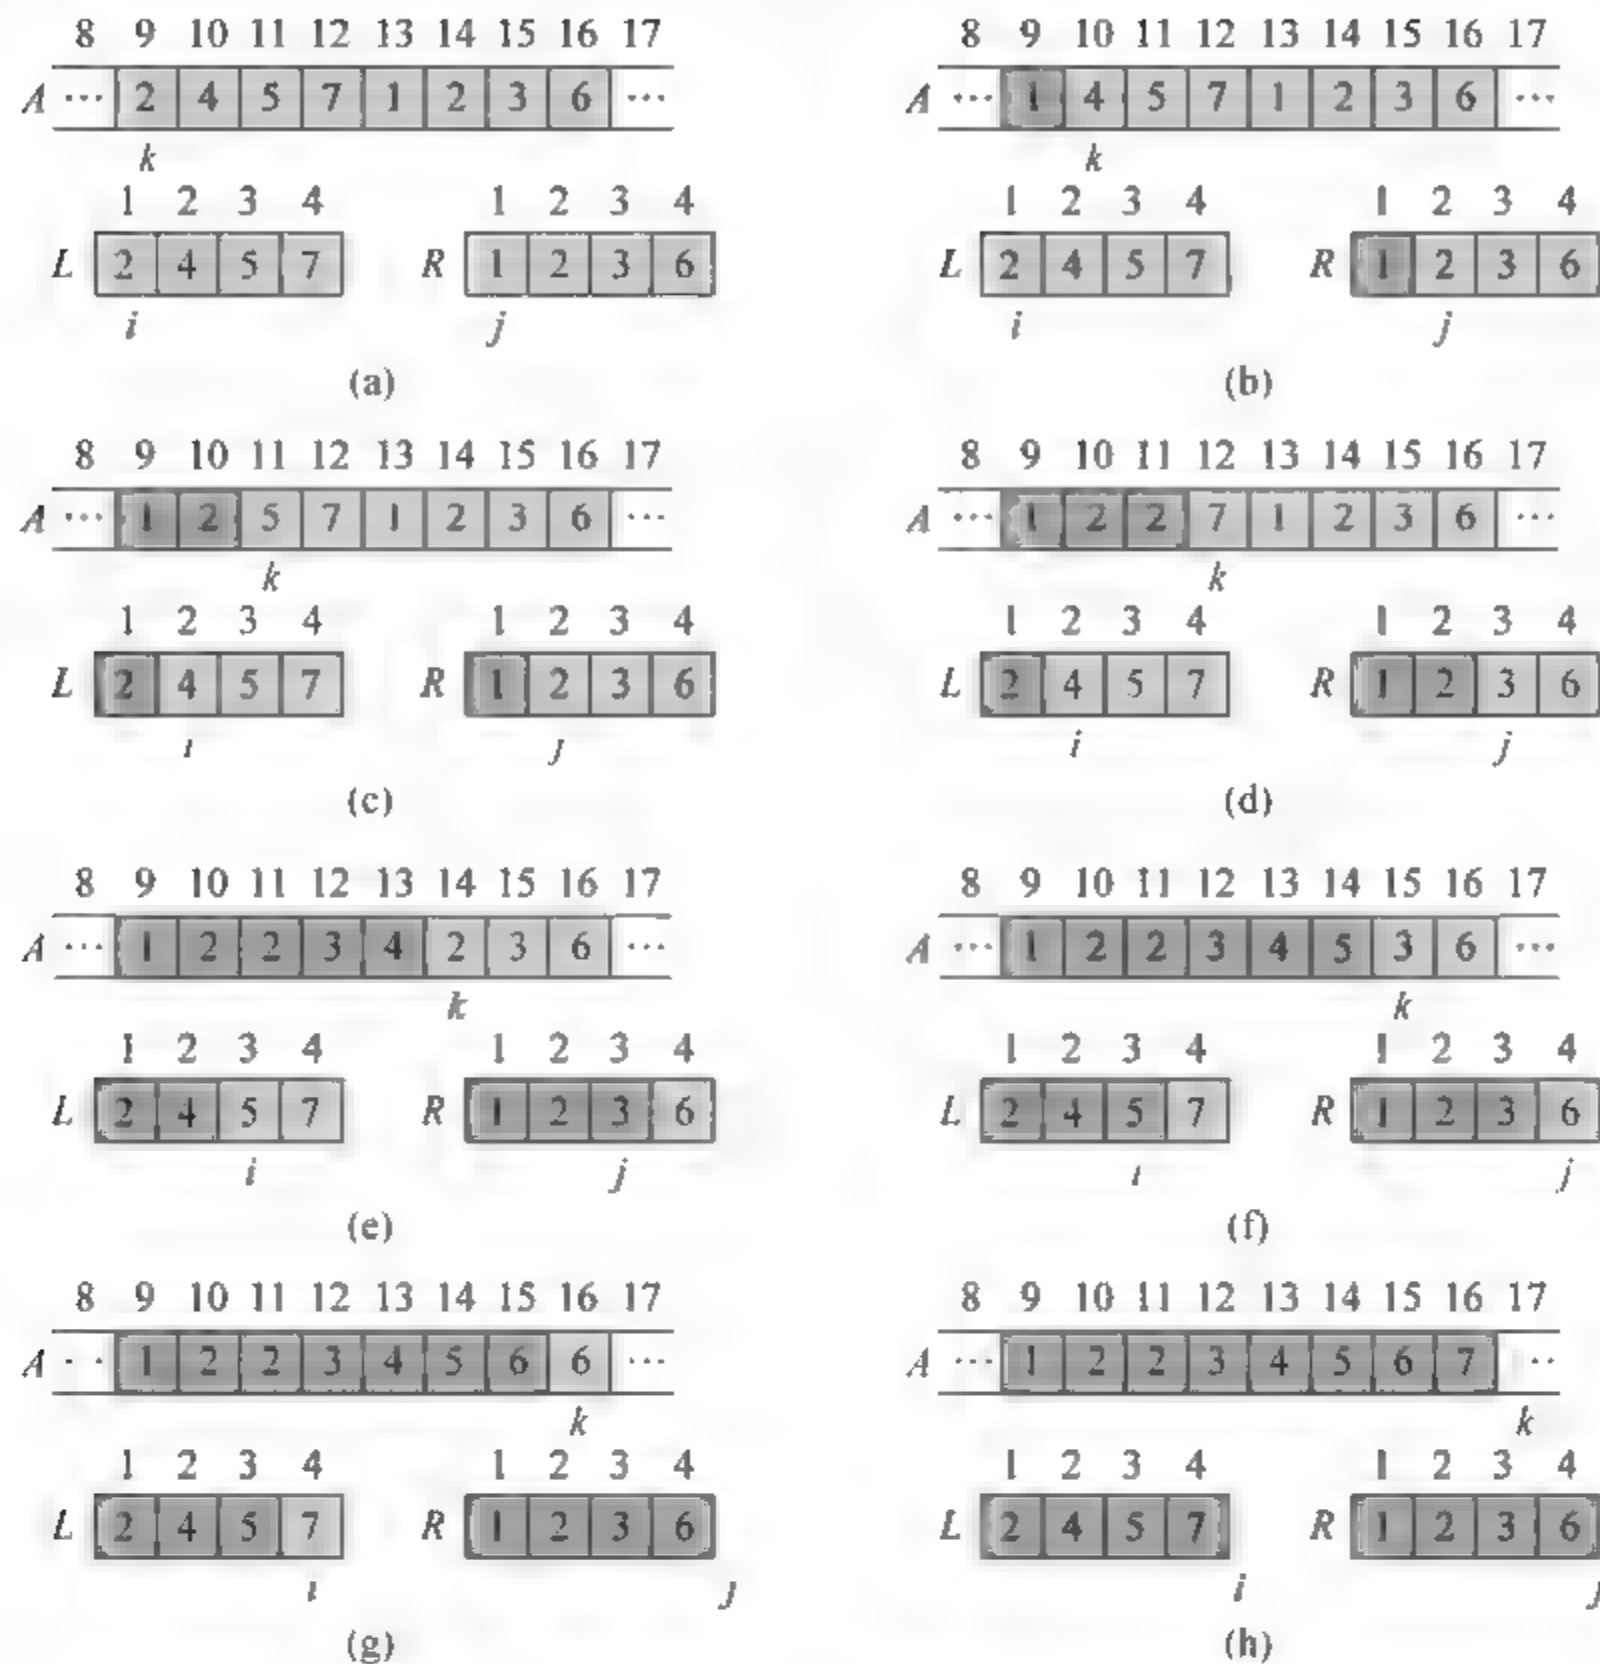 8 9 10 11 12 13 14 15 16 17
A ... 2 4 5 7 1 2 3 6 ...
k
1 2 3 4 1 2 3 4
L 2 4 5 7 R 1 2 3 6
i j
(a)
8 9 10 11 12 13 14 15 16 17
A ... 1 4 5 7 1 2 3 6 ...
k
1 2 3 4 1 2 3 4
L 2 4 5 7 R 1 2 3 6
i j
(b)
8 9 10 11 12 13 14 15 16 17
A ... 1 2 5 7 1 2 3 6 ...
k
1 2 3 4 1 2 3 4
L 2 4 5 7 R 1 2 3 6
i j
(c)
8 9 10 11 12 13 14 15 16 17
A ... 1 2 2 7 1 2 3 6 ...
k
1 2 3 4 1 2 3 4
L 2 4 5 7 R 1 2 3 6
i j
(d)
8 9 10 11 12 13 14 15 16 17
A ... 1 2 2 3 4 2 3 6 ...
k
1 2 3 4 1 2 3 4
L 2 4 5 7 R 1 2 3 6
i j
(e)
8 9 10 11 12 13 14 15 16 17
A ... 1 2 2 3 4 5 3 6 ...
k
1 2 3 4 1 2 3 4
L 2 4 5 7 R 1 2 3 6
i j
(f)
8 9 10 11 12 13 14 15 16 17
A ... 1 2 2 3 4 5 6 6 ...
k
1 2 3 4 1 2 3 4
L 2 4 5 7 R 1 2 3 6
i j
(g)
8 9 10 11 12 13 14 15 16 17
A ... 1 2 2 3 4 5 6 7 ...
k
1 2 3 4 1 2 3 4
L 2 4 5 7 R 1 2 3 6
i j
(h)